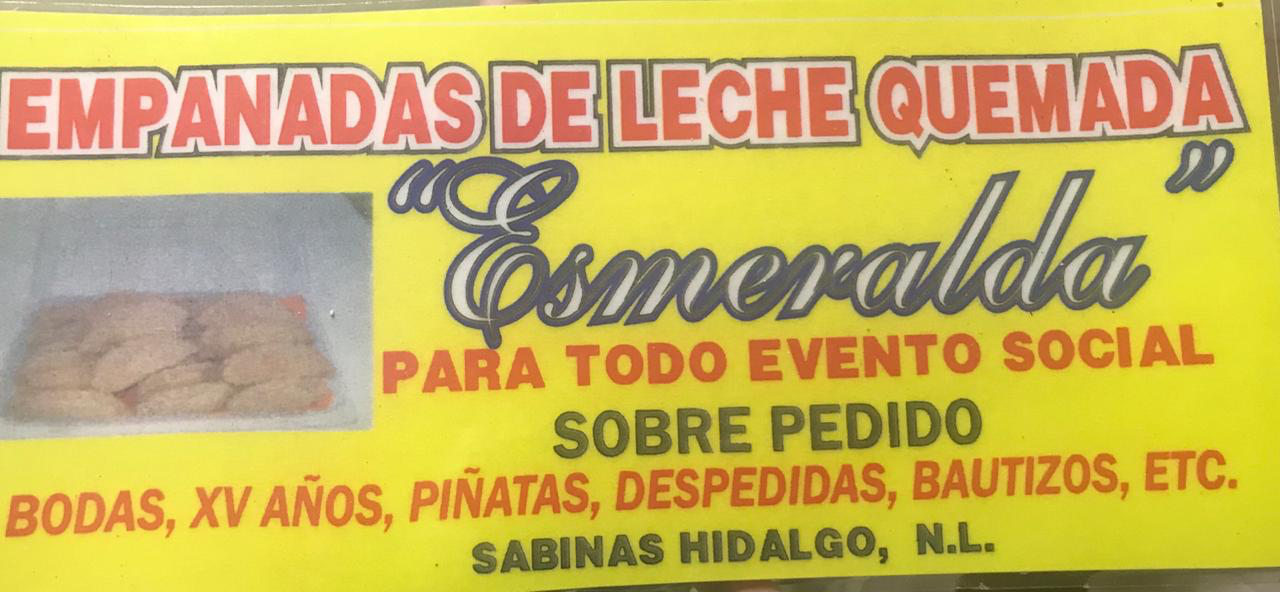 EMPANADAS DE LECHE QUEMADA
“Esmeralda”
PARA TODO EVENTO SOCIAL
SOBRE PEDIDO
BODAS, XV AÑOS, PIÑATAS, DESPEDIDAS, BAUTIZOS, ETC.
SABINAS HIDALGO, N.L.